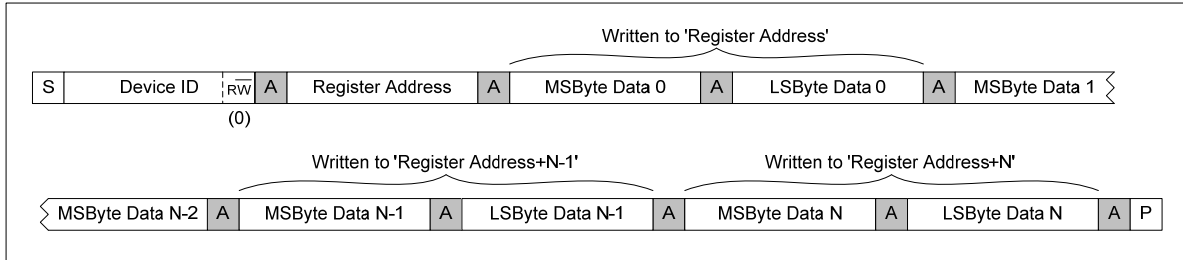 Written to 'Register Address'
S Device ID RW A Register Address A MSByte Data 0 A LSByte Data 0 A MSByte Data 1
(0)
Written to 'Register Address+N-1' Written to 'Register Address+N'
MSByte Data N-2 A MSByte Data N-1 A LSByte Data N-1 A MSByte Data N A LSByte Data N A P